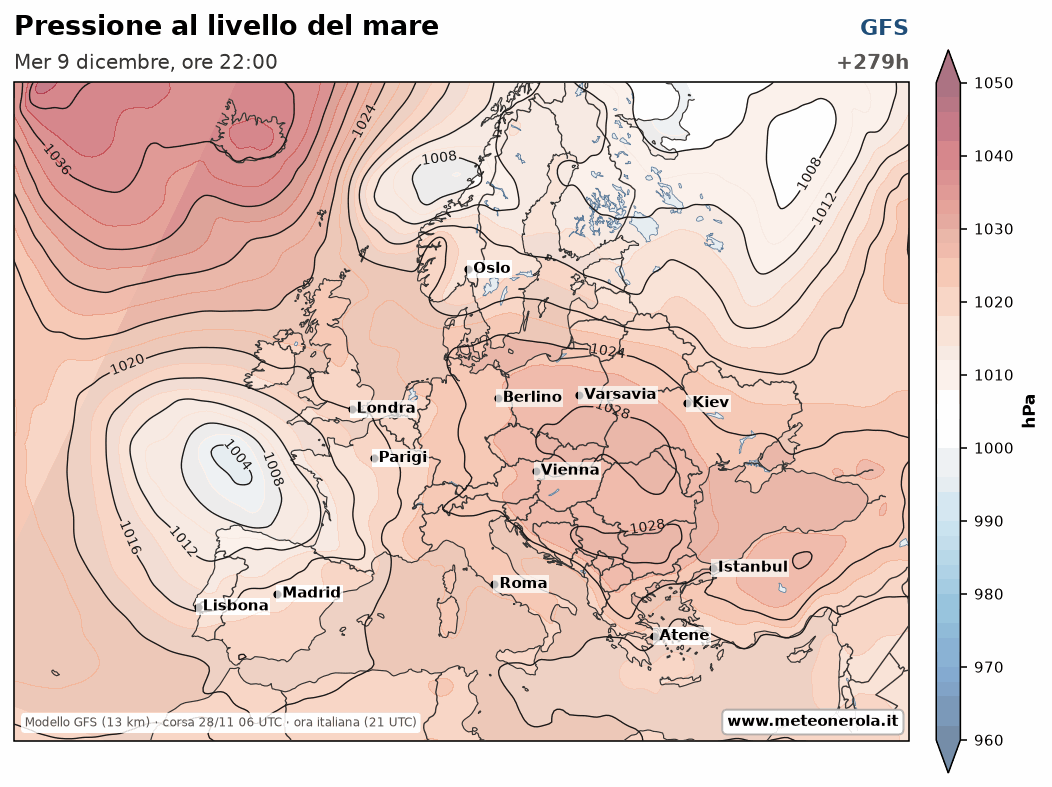 Pressione al livello del mare
GFS
Mer 9 dicembre, ore 22:00
+279h
1050
1040
1030
1020
1010
1000
990
980
970
960
hPa
1036
1024
1008
1008
1012
Oslo
1020
1024
Berlino
Varsavia
Kiev
Londra
1028
1004
1008
Parigi
Vienna
1016
1012
1028
Istanbul
Madrid
Roma
Lisbona
Atene
Modello GFS (13 km) · corsa 28/11 06 UTC · ora italiana (21 UTC)
www.meteonerola.it